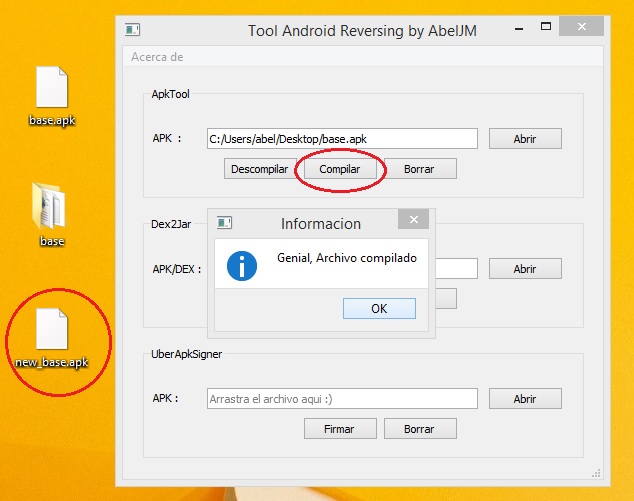 Tool Android Reversing by AbelJM
Acerca de
ApkTool
APK : C:/Users/abel/Desktop/base.apk Abrir
Descompilar Compilar Borrar
base.apk
base
new_base.apk
Dex2Jar
APK/DEX : Abrir
Informacion
Genial, Archivo compilado
OK
UberApkSigner
APK : Arrastra el archivo aqui :) Abrir
Firmar Borrar